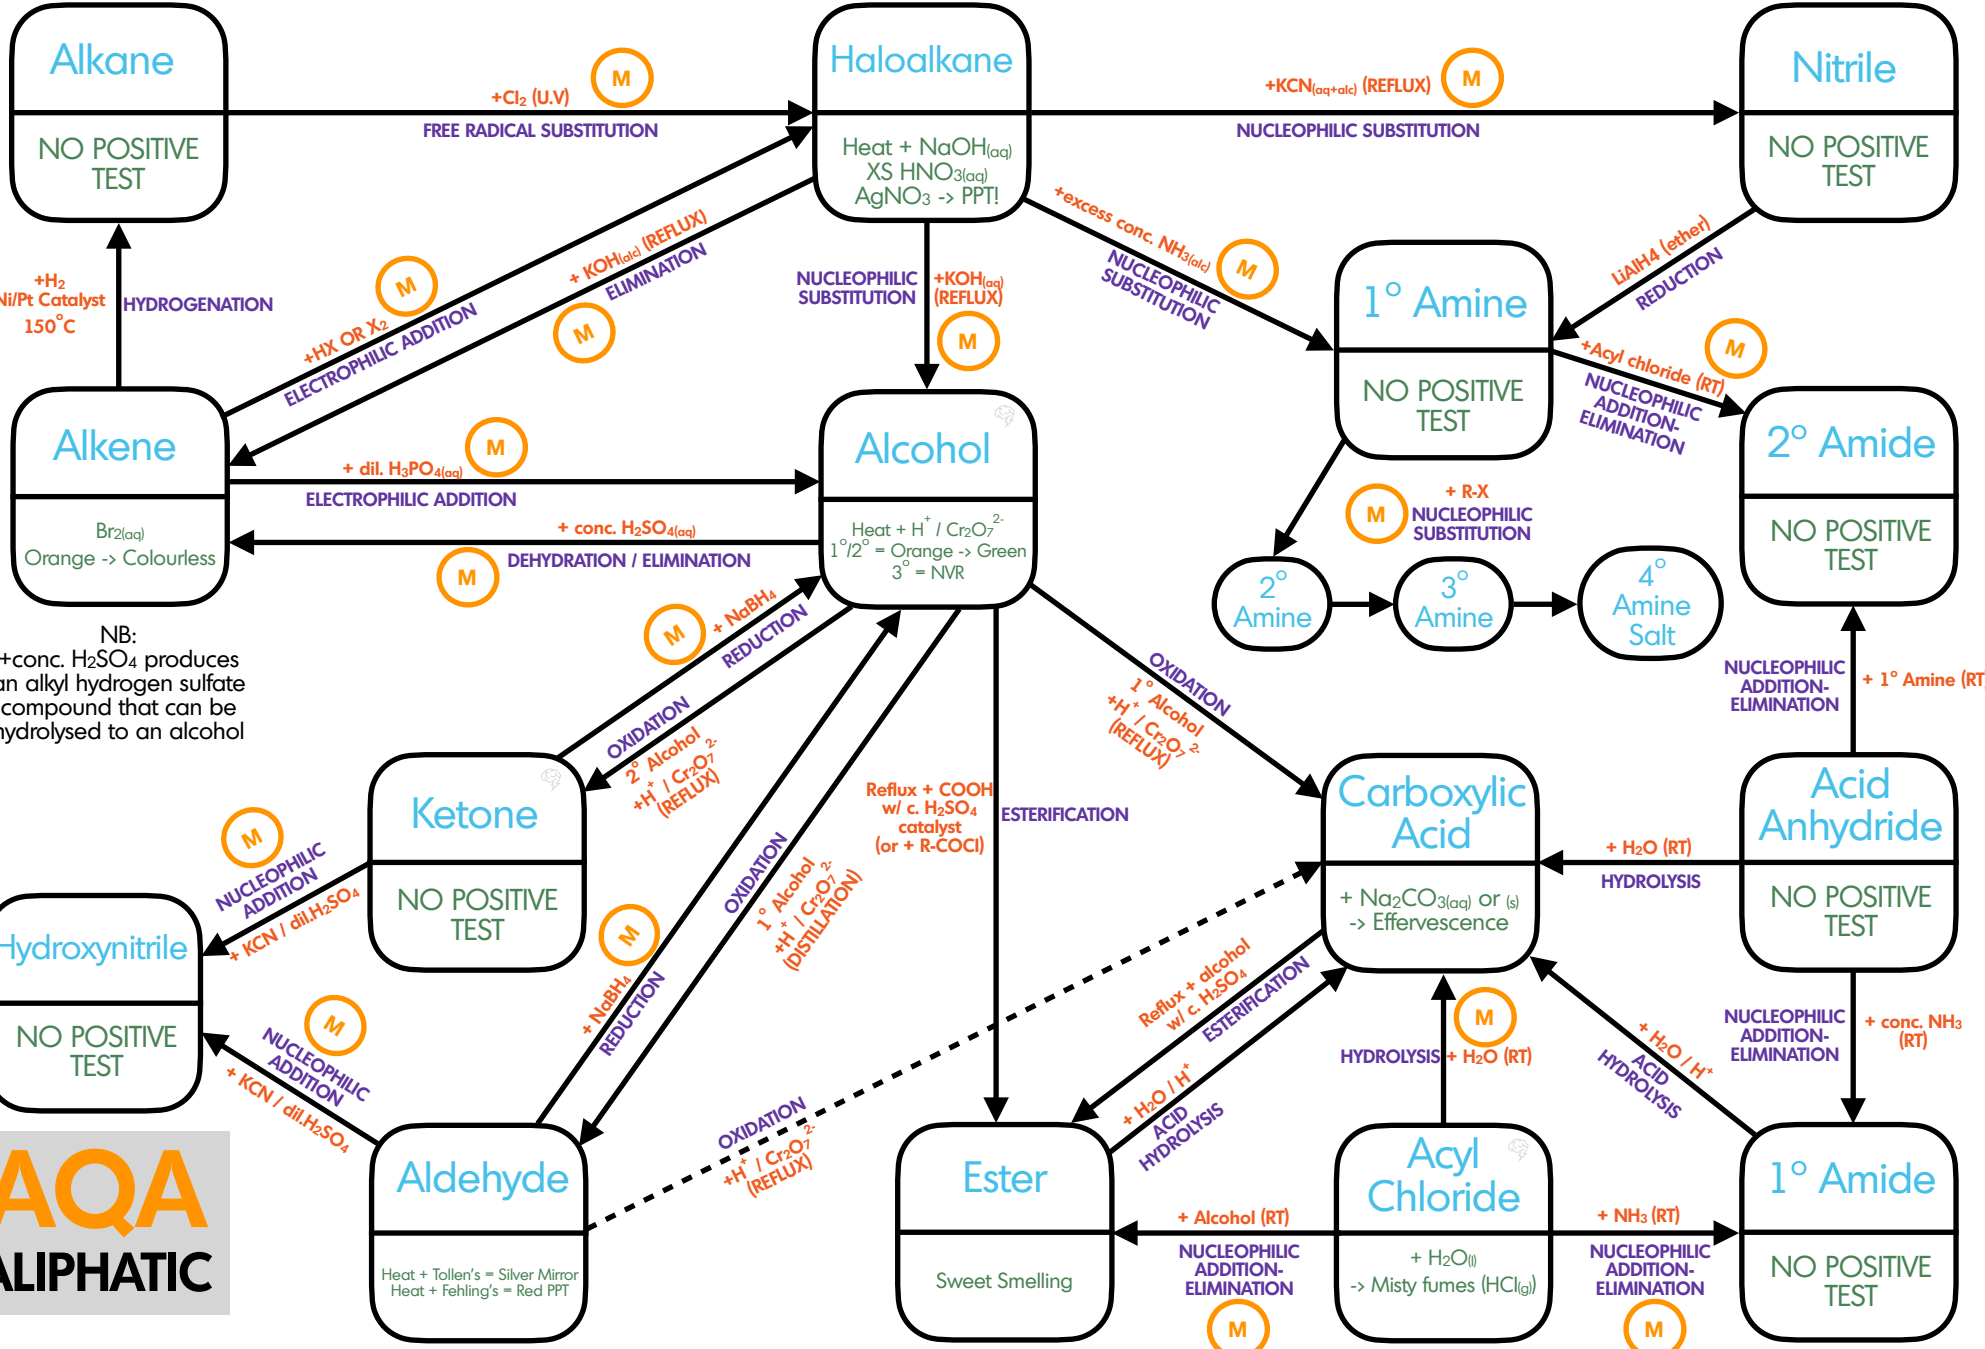 Alkane
NO POSITIVE
TEST
+Cl₂ (U.V)
M
FREE RADICAL SUBSTITUTION
Haloalkane
Heat + NaOH(aq)
XS HNO₃(aq)
AgNO₃ -> PPT!
+KCN(aq+alc) (REFLUX)
M
NUCLEOPHILIC SUBSTITUTION
Nitrile
NO POSITIVE
TEST
+H₂
Ni/Pt Catalyst
150°C
HYDROGENATION
+HX OR X₂
M
ELECTROPHILIC ADDITION
+ KOH(alc) (REFLUX)
ELIMINATION
M
NUCLEOPHILIC
SUBSTITUTION
+KOH(aq)
(REFLUX)
M
+excess conc. NH₃(alc)
M
NUCLEOPHILIC
SUBSTITUTION
LiAlH4 (ether)
REDUCTION
1° Amine
NO POSITIVE
TEST
+Acyl chloride (RT)
M
NUCLEOPHILIC
ADDITION-
ELIMINATION
2° Amide
NO POSITIVE
TEST
Alkene
Br₂(aq)
Orange -> Colourless
+ dil. H₃PO₄(aq)
M
ELECTROPHILIC ADDITION
+ conc. H₂SO₄(aq)
M
DEHYDRATION / ELIMINATION
Alcohol
Heat + H⁺ / Cr₂O₇²⁻
1°/2° = Orange -> Green
3° = NVR
M
+ R-X
NUCLEOPHILIC
SUBSTITUTION
2°
Amine
3°
Amine
4°
Amine
Salt
NB:
+conc. H₂SO₄ produces
an alkyl hydrogen sulfate
compound that can be
hydrolysed to an alcohol
M
+ NaBH₄
REDUCTION
OXIDATION
2° Alcohol
+H⁺ / Cr₂O₇²⁻
(REFLUX)
OXIDATION
1° Alcohol
+H⁺ / Cr₂O₇²⁻
(REFLUX)
NUCLEOPHILIC
ADDITION-
ELIMINATION
+ 1° Amine (RT)
Ketone
NO POSITIVE
TEST
M
NUCLEOPHILIC
ADDITION
+ KCN / dil.H₂SO₄
Reflux + COOH
w/ c. H₂SO₄
catalyst
(or + R-COCl)
ESTERIFICATION
OXIDATION
1° Alcohol
+H⁺ / Cr₂O₇²⁻
(DISTILLATION)
M
+ NaBH₄
REDUCTION
Carboxylic
Acid
+ Na₂CO₃(aq) or (s)
-> Effervescence
+ H₂O (RT)
HYDROLYSIS
Acid
Anhydride
NO POSITIVE
TEST
Hydroxynitrile
NO POSITIVE
TEST
M
NUCLEOPHILIC
ADDITION
+ KCN / dil.H₂SO₄
Reflux + alcohol
w/ c. H₂SO₄
ESTERIFICATION
+ H₂O / H⁺
ACID
HYDROLYSIS
M
HYDROLYSIS
+ H₂O (RT)
+ H₂O / H⁺
ACID
HYDROLYSIS
NUCLEOPHILIC
ADDITION-
ELIMINATION
+ conc. NH₃
(RT)
OXIDATION
+H⁺ / Cr₂O₇²⁻
(REFLUX)
AQA
ALIPHATIC
Aldehyde
Heat + Tollen's = Silver Mirror
Heat + Fehling's = Red PPT
Ester
Sweet Smelling
+ Alcohol (RT)
NUCLEOPHILIC
ADDITION-
ELIMINATION
M
Acyl
Chloride
+ H₂O(l)
-> Misty fumes (HCl(g))
+ NH₃ (RT)
NUCLEOPHILIC
ADDITION-
ELIMINATION
M
1° Amide
NO POSITIVE
TEST